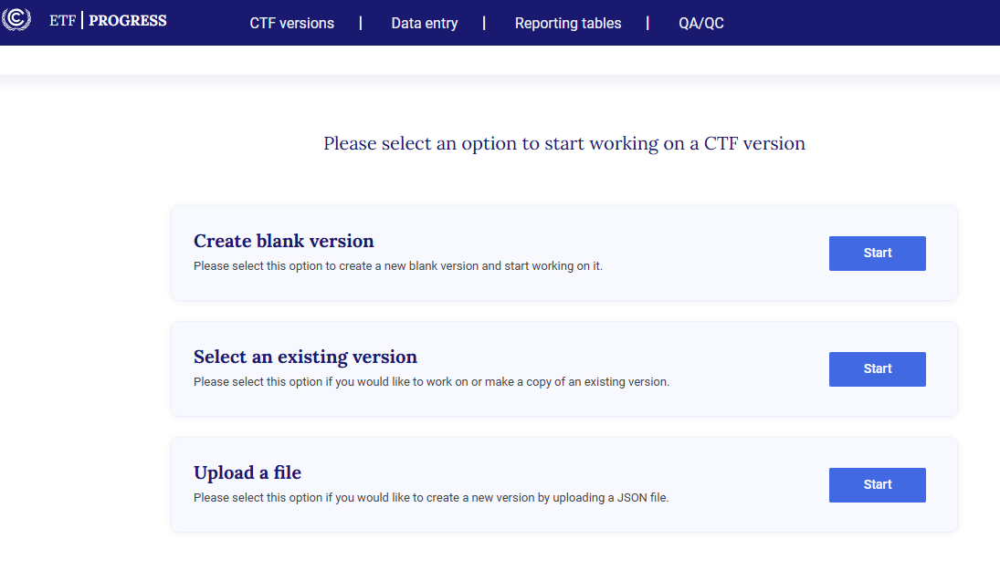 ETF | PROGRESS
CTF versions | Data entry | Reporting tables | QA/QC
Please select an option to start working on a CTF version
Create blank version
Please select this option to create a new blank version and start working on it.
Start
Select an existing version
Please select this option if you would like to work on or make a copy of an existing version.
Start
Upload a file
Please select this option if you would like to create a new version by uploading a JSON file.
Start